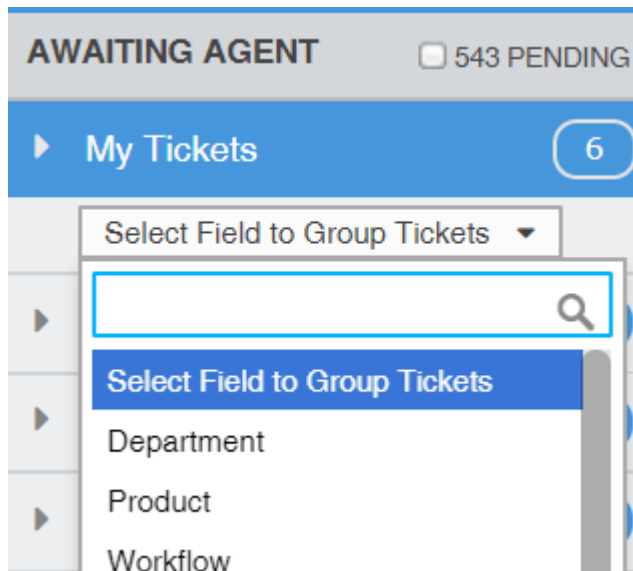 AWAITING AGENT 543 PENDING
My Tickets 6
Select Field to Group Tickets
Select Field to Group Tickets
Department
Product
Workflow